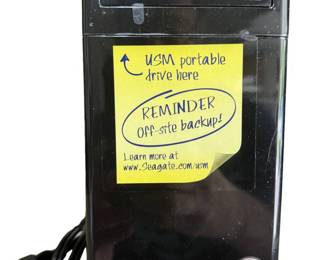 USM portable
drive here
REMINDER
Off-site backup!
Learn more at
www.Seagate.com/usm